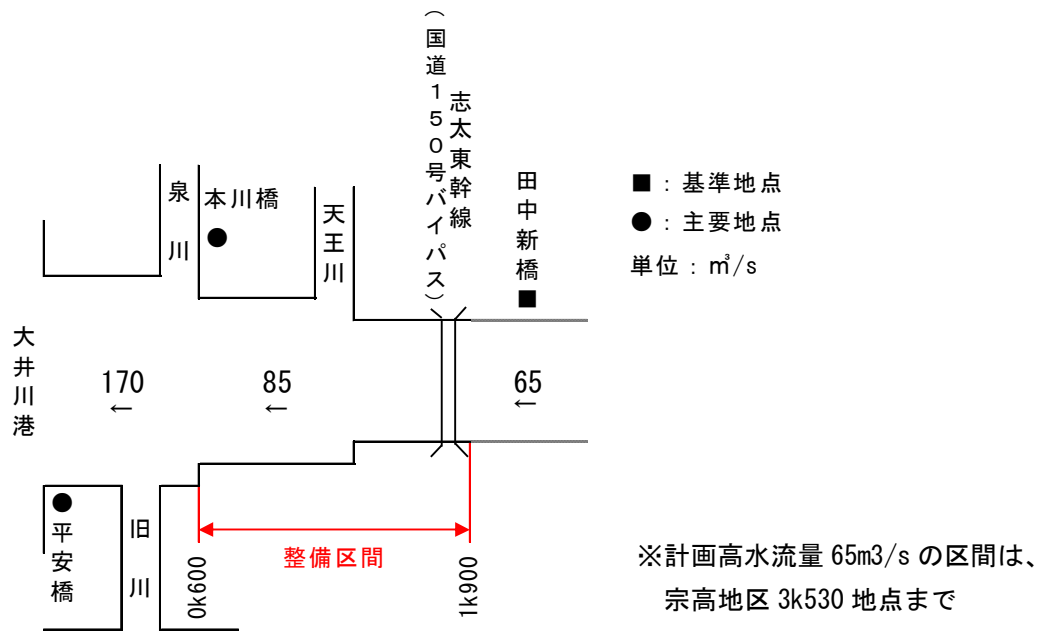 （国道１５０号バイパス）
志太東幹線
泉川
本川橋
●
天王川
田中新橋
■
■：基準地点
●：主要地点
単位：㎥/s
大井川港
170
←
85
←
65
←
●
平安橋
旧川
0k600
整備区間
1k900
※計画高水流量 65m3/s の区間は、
宗高地区 3k530 地点まで